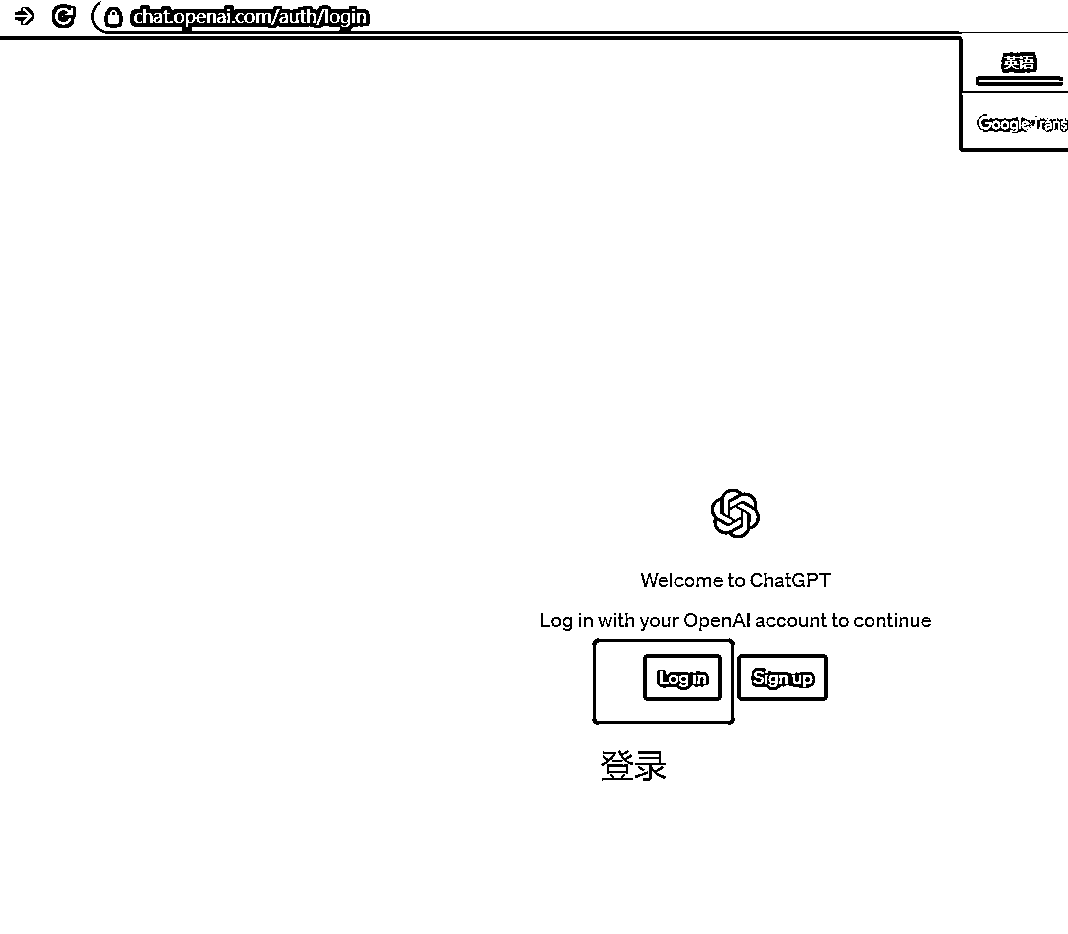 chat.openai.com/auth/login
英语
Google Trans
Welcome to ChatGPT
Log in with your OpenAI account to continue
Log in Sign up
登录